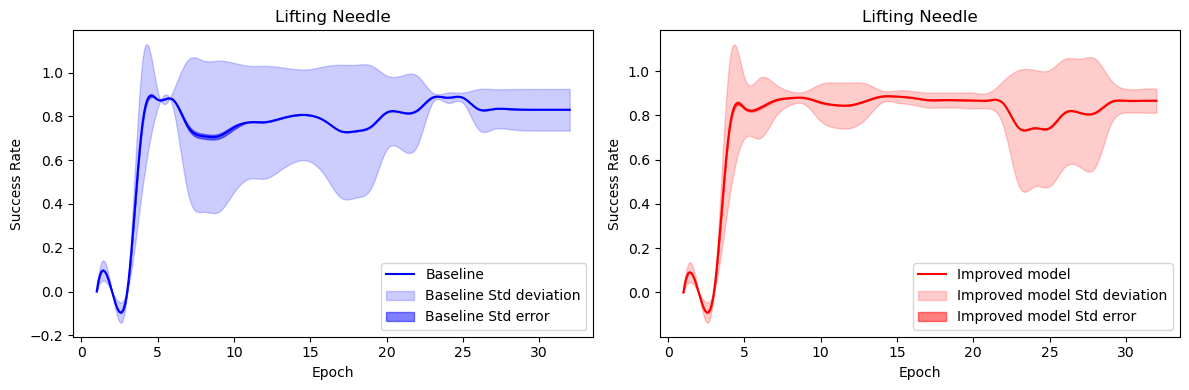 Lifting Needle
Success Rate
1.0
0.8
0.6
0.4
0.2
0.0
−0.2
0
5
10
15
20
25
30
Epoch
Baseline
Baseline Std deviation
Baseline Std error
Lifting Needle
Success Rate
1.0
0.8
0.6
0.4
0.2
0.0
0
5
10
15
20
25
30
Epoch
Improved model
Improved model Std deviation
Improved model Std error